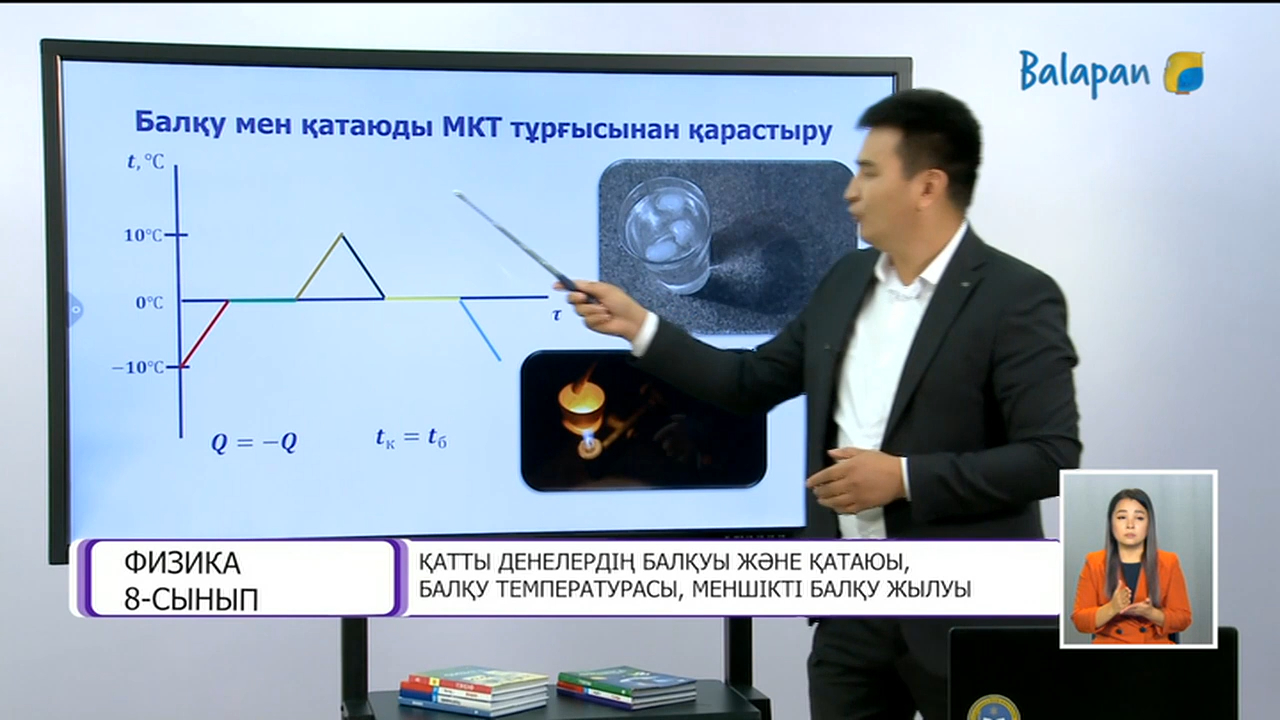 Balapan
Балқу мен қатаюды МКТ тұрғысынан қарастыру
t,°C
10°C
0°C
−10°C
τ
Q = −Q
tк = tб
ФИЗИКА
8-СЫНЫП
ҚАТТЫ ДЕНЕЛЕРДІҢ БАЛҚУЫ ЖӘНЕ ҚАТАЮЫ,
БАЛҚУ ТЕМПЕРАТУРАСЫ, МЕНШІКТІ БАЛҚУ ЖЫЛУЫ